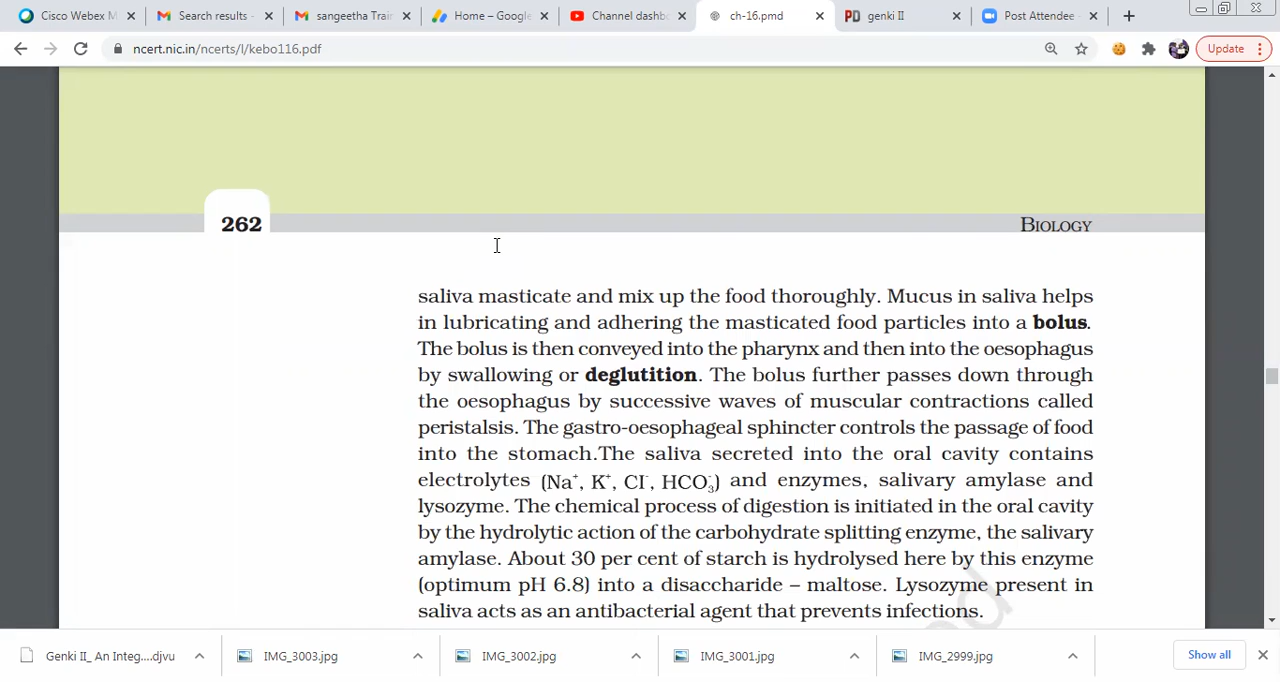 Cisco Webex M
Search results -
sangeetha Trai
Home – Google
Channel dashb
ch-16.pmd
genki II
Post Attendee -
ncert.nic.in/ncerts/l/kebo116.pdf
Update
262
BIOLOGY
saliva masticate and mix up the food thoroughly. Mucus in saliva helps
in lubricating and adhering the masticated food particles into a bolus.
The bolus is then conveyed into the pharynx and then into the oesophagus
by swallowing or deglutition. The bolus further passes down through
the oesophagus by successive waves of muscular contractions called
peristalsis. The gastro-oesophageal sphincter controls the passage of food
into the stomach.The saliva secreted into the oral cavity contains
electrolytes (Na⁺, K⁺, Cl⁻, HCO₃⁻) and enzymes, salivary amylase and
lysozyme. The chemical process of digestion is initiated in the oral cavity
by the hydrolytic action of the carbohydrate splitting enzyme, the salivary
amylase. About 30 per cent of starch is hydrolysed here by this enzyme
(optimum pH 6.8) into a disaccharide – maltose. Lysozyme present in
saliva acts as an antibacterial agent that prevents infections.
Genki II_ An Integ....djvu
IMG_3003.jpg
IMG_3002.jpg
IMG_3001.jpg
IMG_2999.jpg
Show all